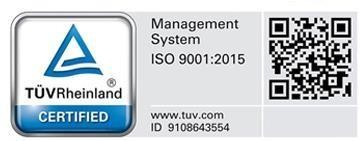 Management
System
ISO 9001:2015
®
TÜVRheinland
CERTIFIED
www.tuv.com
ID 9108643554